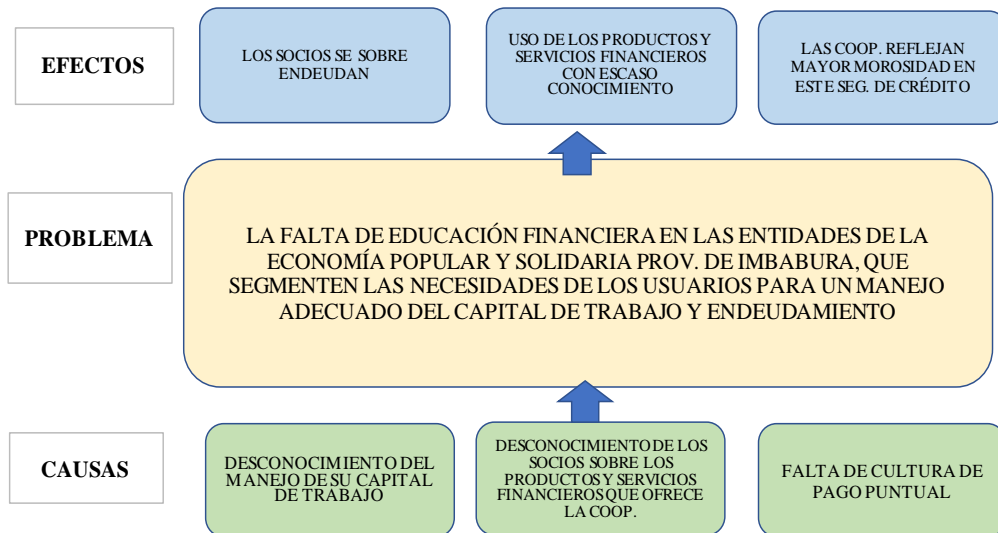 EFECTOS
LOS SOCIOS SE SOBRE
ENDEUDAN
USO DE LOS PRODUCTOS Y
SERVICIOS FINANCIEROS
CON ESCASO
CONOCIMIENTO
LAS COOP. REFLEJAN
MAYOR MOROSIDAD EN
ESTE SEG. DE CRÉDITO
PROBLEMA
LA FALTA DE EDUCACIÓN FINANCIERA EN LAS ENTIDADES DE LA
ECONOMÍA POPULAR Y SOLIDARIA PROV. DE IMBABURA, QUE
SEGMENTEN LAS NECESIDADES DE LOS USUARIOS PARA UN MANEJO
ADECUADO DEL CAPITAL DE TRABAJO Y ENDEUDAMIENTO
CAUSAS
DESCONOCIMIENTO DEL
MANEJO DE SU CAPITAL
DE TRABAJO
DESCONOCIMIENTO DE LOS
SOCIOS SOBRE LOS
PRODUCTOS Y SERVICIOS
FINANCIEROS QUE OFRECE
LA COOP.
FALTA DE CULTURA DE
PAGO PUNTUAL